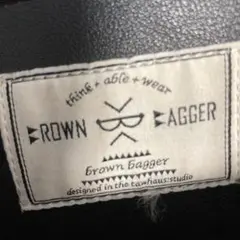 think + able + wear
BROWN BAGGER
brown bagger
designed in the tawhaus:studio